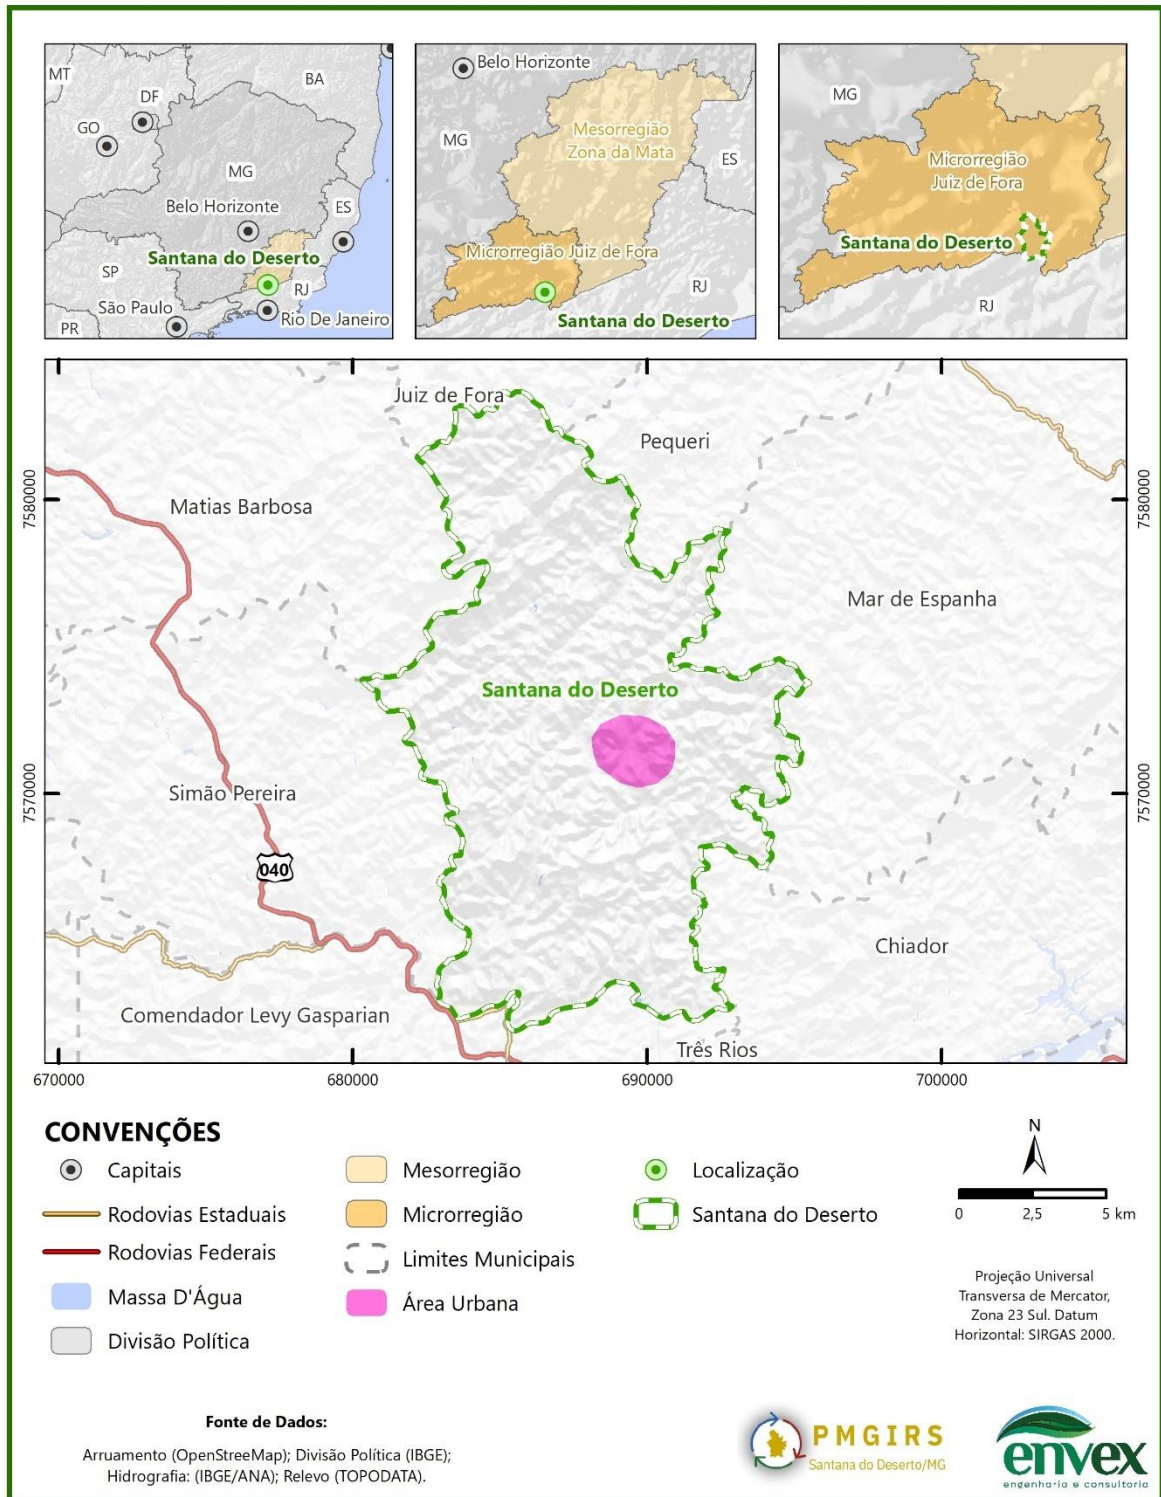 MT
BA
DF
GO
MG
Belo Horizonte
ES
Santana do Deserto
SP
RJ
São Paulo
Rio De Janeiro
PR
Belo Horizonte
Mesorregião
Zona da Mata
MG
ES
Microrregião Juiz de Fora
RJ
Santana do Deserto
MG
Microrregião
Juiz de Fora
Santana do Deserto
RJ
Juiz de Fora
Pequeri
7580000
7580000
Matias Barbosa
Mar de Espanha
Santana do Deserto
7570000
7570000
Simão Pereira
040
Chiador
Comendador Levy Gasparian
Três Rios
670000
680000
690000
700000
CONVENÇÕES
Capitais
Rodovias Estaduais
Rodovias Federais
Massa D'Água
Divisão Política
Mesorregião
Microrregião
Limites Municipais
Área Urbana
Localização
Santana do Deserto
N
0 2,5 5 km
Projeção Universal
Transversa de Mercator,
Zona 23 Sul. Datum
Horizontal: SIRGAS 2000.
Fonte de Dados:
Arruamento (OpenStreeMap); Divisão Política (IBGE);
Hidrografia: (IBGE/ANA); Relevo (TOPODATA).
PMGIRS
Santana do Deserto/MG
envex
engenharia e consultoria